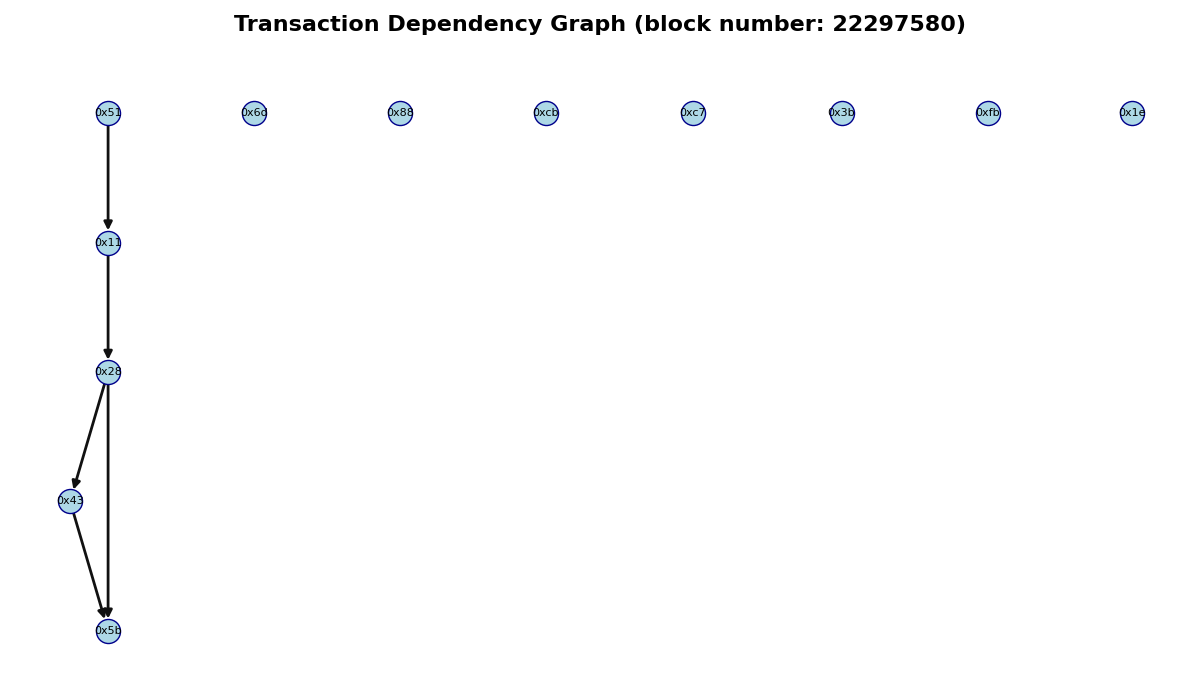 Transaction Dependency Graph (block number: 22297580)
0x51 0x6d 0x88 0xcb 0xc7 0x3b 0xfb 0x1e
0x11
0x28
0x43
0x5b